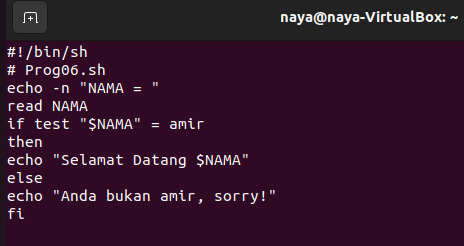 naya@naya-VirtualBox: ~
#!/bin/sh
# Prog06.sh
echo -n "NAMA = "
read NAMA
if test "$NAMA" = amir
then
echo "Selamat Datang $NAMA"
else
echo "Anda bukan amir, sorry!"
fi